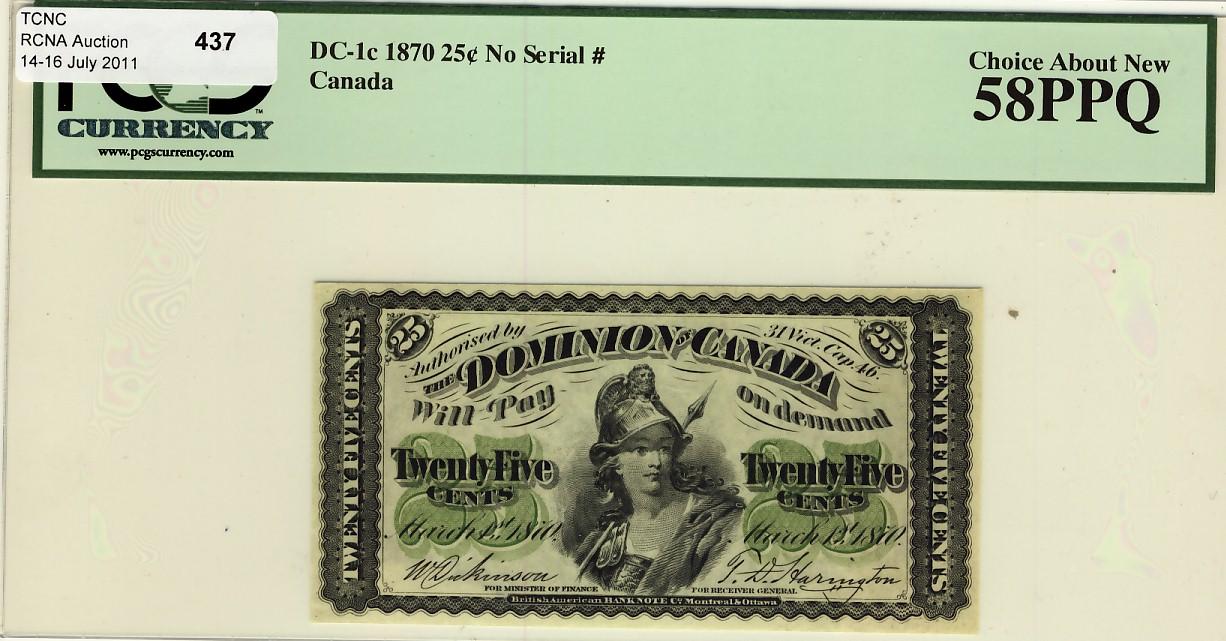 TCNC
RCNA Auction
14-16 July 2011
437
DC-1c 1870 25¢ No Serial #
Canada
Choice About New
58PPQ
CURRENCY
™
www.pcgscurrency.com
25
Authorised by
31 Vict. Cap. 46.
25
THE DOMINION OF CANADA
Will Pay on demand
TWENTY FIVE CENTS
TWENTY FIVE CENTS
25
25
Twenty Five
CENTS
Twenty Five
CENTS
March 1st 1870.
March 1st 1870.
W Dickinson
T. D. Harington
FOR MINISTER OF FINANCE
FOR RECEIVER GENERAL
British American BANK NOTE Co Montreal & Ottawa